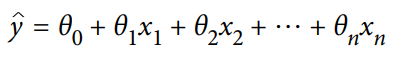 ŷ = θ₀ + θ₁x₁ + θ₂x₂ + ⋯ + θₙxₙ